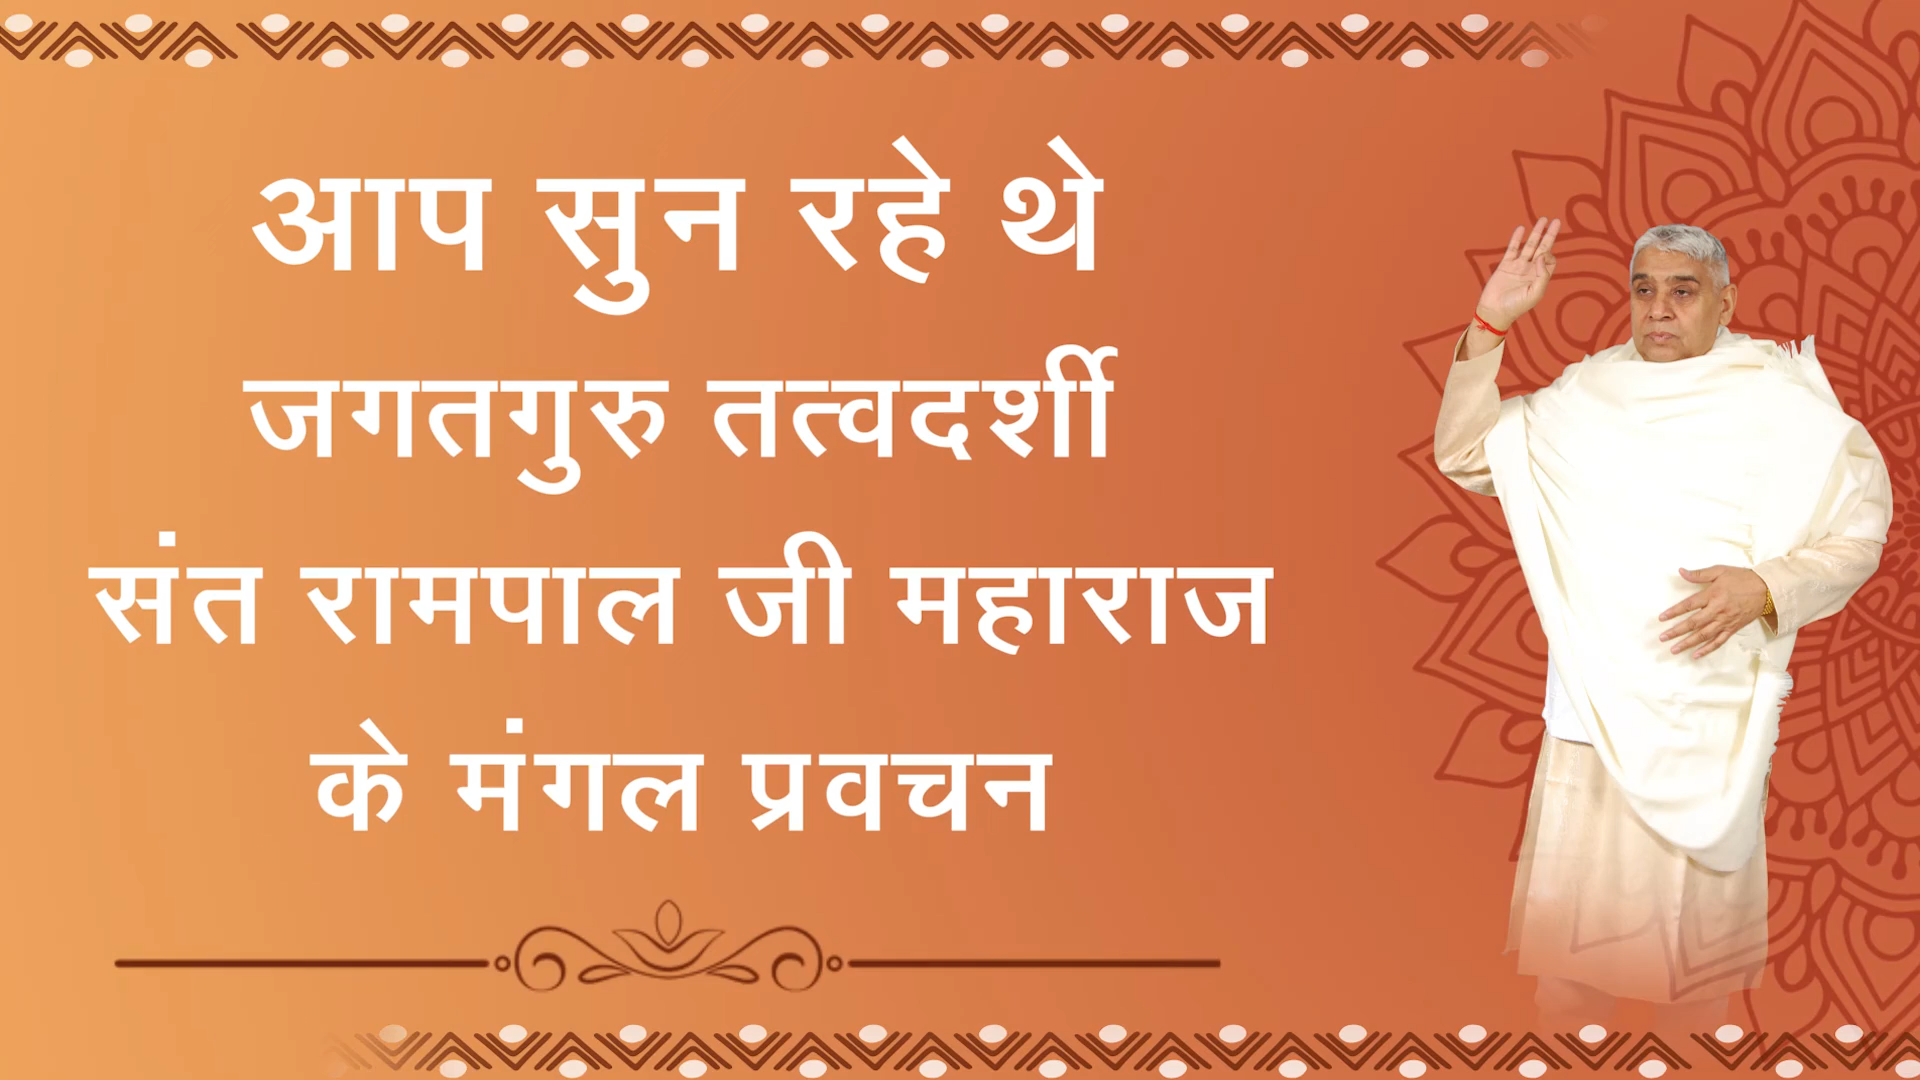 आप सुन रहे थे
जगतगुरु तत्वदर्शी
संत रामपाल जी महाराज
के मंगल प्रवचन